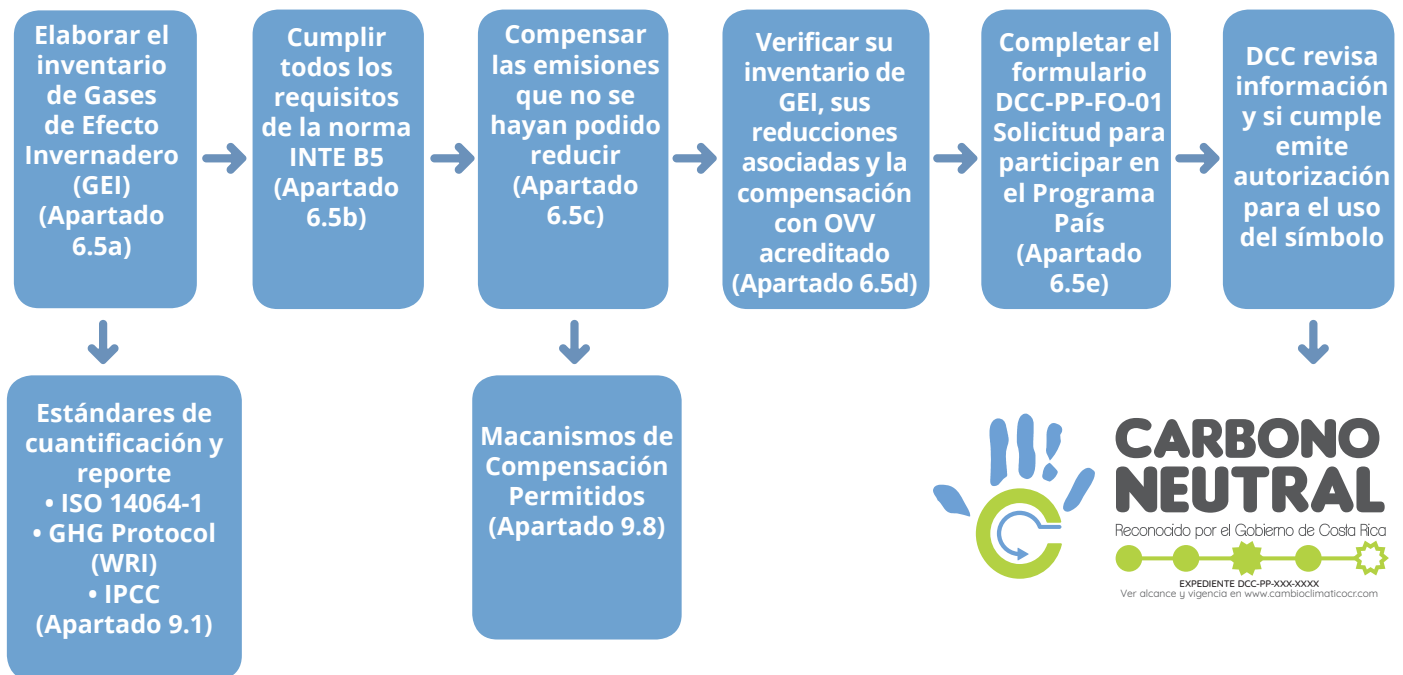 Elaborar el
inventario
de Gases
de Efecto
Invernadero
(GEI)
(Apartado
6.5a)
Cumplir
todos los
requisitos
de la norma
INTE B5
(Apartado
6.5b)
Compensar
las emisiones
que no se
hayan podido
reducir
(Apartado
6.5c)
Verificar su
inventario de
GEI, sus
reducciones
asociadas y la
compensación
con OVV
acreditado
(Apartado 6.5d)
Completar el
formulario
DCC-PP-FO-01
Solicitud para
participar en
el Programa
País
(Apartado
6.5e)
DCC revisa
información
y si cumple
emite
autorización
para el uso
del símbolo
Estándares de
cuantificación y
reporte
• ISO 14064-1
• GHG Protocol
(WRI)
• IPCC
(Apartado 9.1)
Macanismos de
Compensación
Permitidos
(Apartado 9.8)
CARBONO
NEUTRAL
Reconocido por el Gobierno de Costa Rica
EXPEDIENTE DCC-PP-XXX-XXXX
Ver alcance y vigencia en www.cambioclimaticocr.com